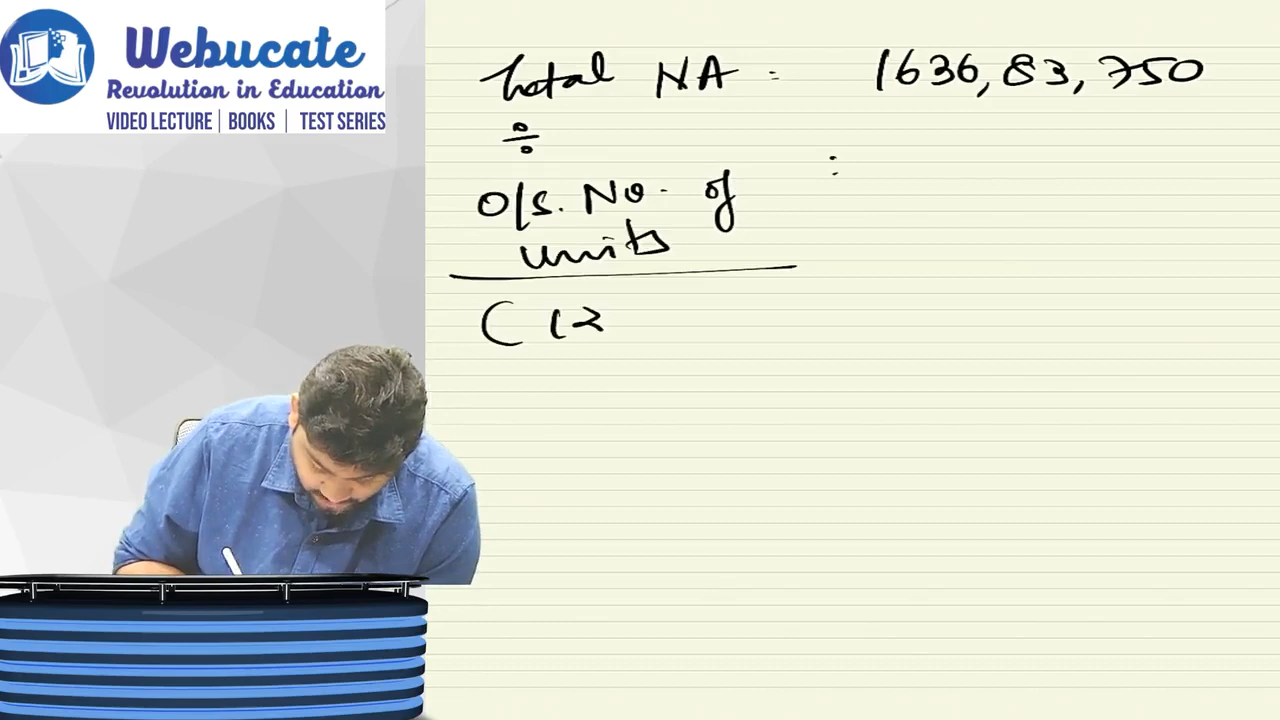 Webucate
Revolution in Education
VIDEO LECTURE | BOOKS | TEST SERIES
Total NA : 1636,83,750
÷
O/S. No. of :
units
( 12